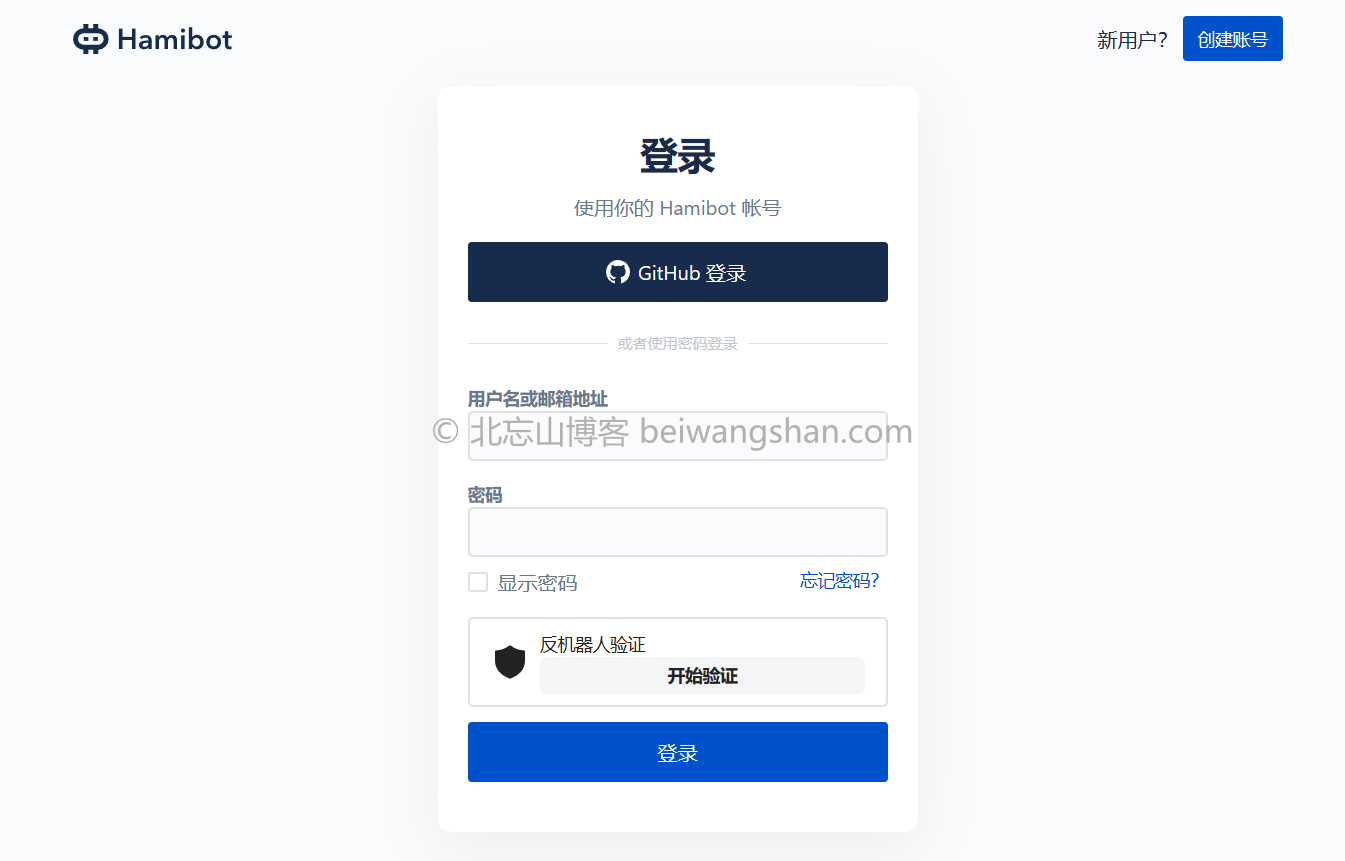 Hamibot
新用户？
创建账号
登录
使用你的 Hamibot 帐号
GitHub 登录
或者使用密码登录
用户名或邮箱地址
© 北忘山博客 beiwangshan.com
密码
显示密码
忘记密码?
反机器人验证
开始验证
登录